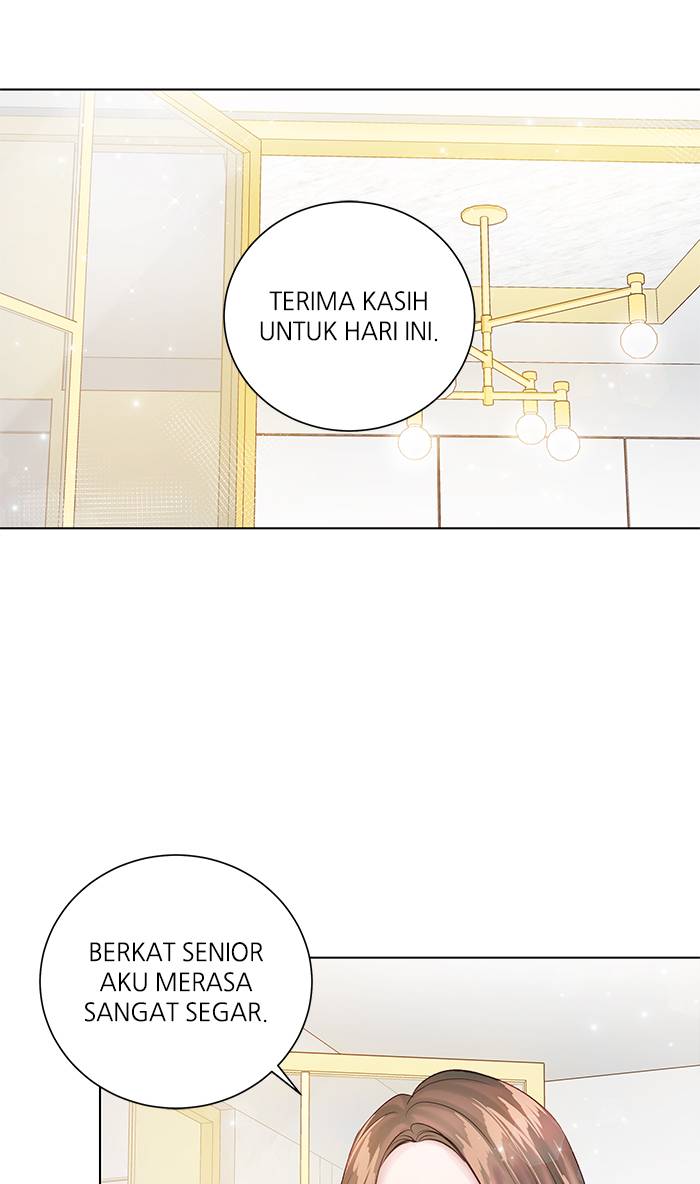 TERIMA KASIH
UNTUK HARI INI.
BERKAT SENIOR
AKU MERASA
SANGAT SEGAR.